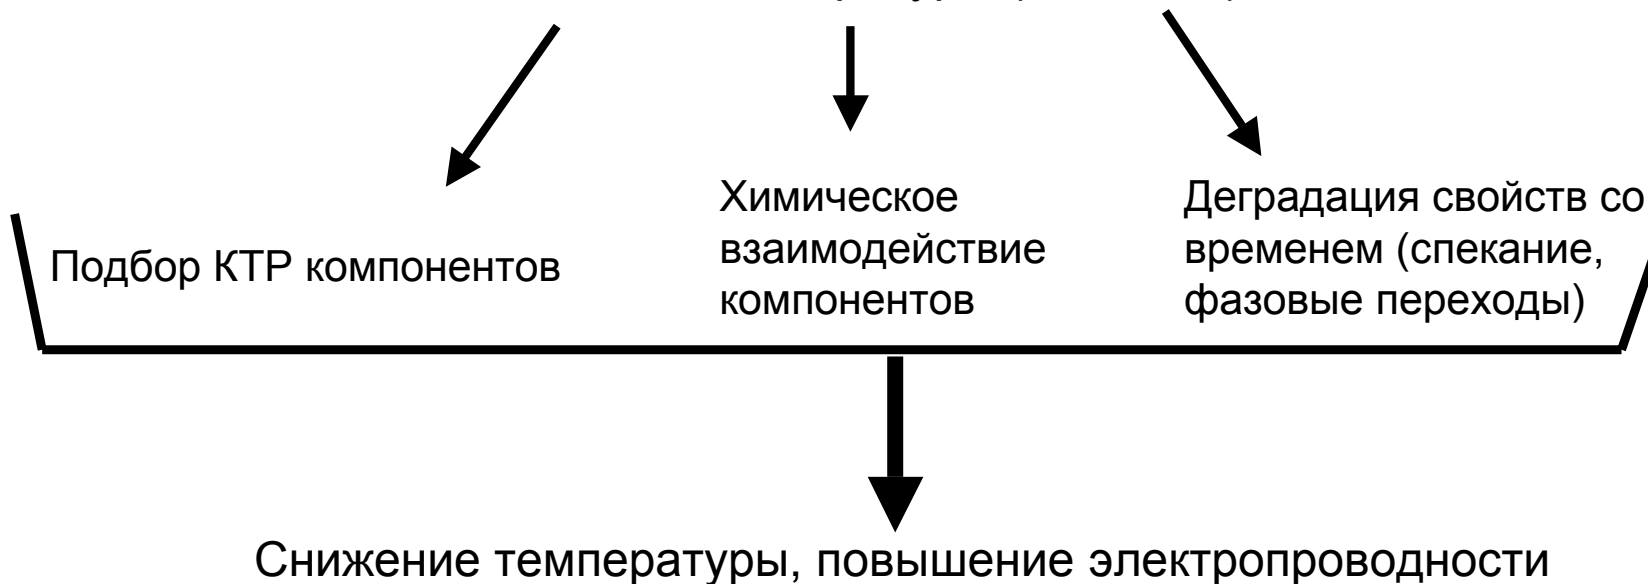 Химическое
взаимодействие
компонентов
Деградация свойств со
временем (спекание,
фазовые переходы)
Подбор КТР компонентов
Снижение температуры, повышение электропроводности